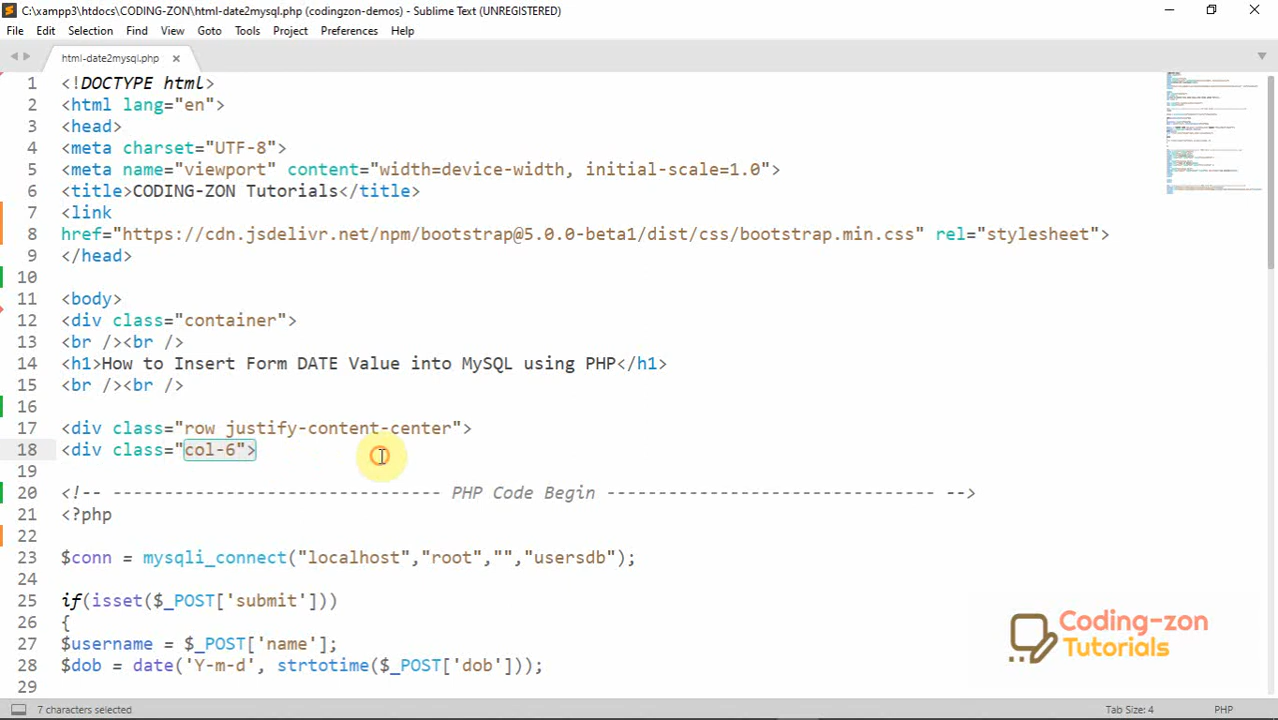 C:\xampp3\htdocs\CODING-ZON\html-date2mysql.php (codingzon-demos) - Sublime Text (UNREGISTERED)
File Edit Selection Find View Goto Tools Project Preferences Help
html-date2mysql.php
1 <!DOCTYPE html>
2 <html lang="en">
3 <head>
4 <meta charset="UTF-8">
5 <meta name="viewport" content="width=device-width, initial-scale=1.0">
6 <title>CODING-ZON Tutorials</title>
7 <link
8 href="https://cdn.jsdelivr.net/npm/bootstrap@5.0.0-beta1/dist/css/bootstrap.min.css" rel="stylesheet">
9 </head>
10
11 <body>
12 <div class="container">
13 <br /><br />
14 <h1>How to Insert Form DATE Value into MySQL using PHP</h1>
15 <br /><br />
16
17 <div class="row justify-content-center">
18 <div class="col-6">
19
20 <!-- -------------------------------- PHP Code Begin -------------------------------- -->
21 <?php
22
23 $conn = mysqli_connect("localhost","root","","usersdb");
24
25 if(isset($_POST['submit']))
26 {
27 $username = $_POST['name'];
28 $dob = date('Y-m-d', strtotime($_POST['dob']));
29
Coding-zon
Tutorials
7 characters selected Tab Size: 4 PHP